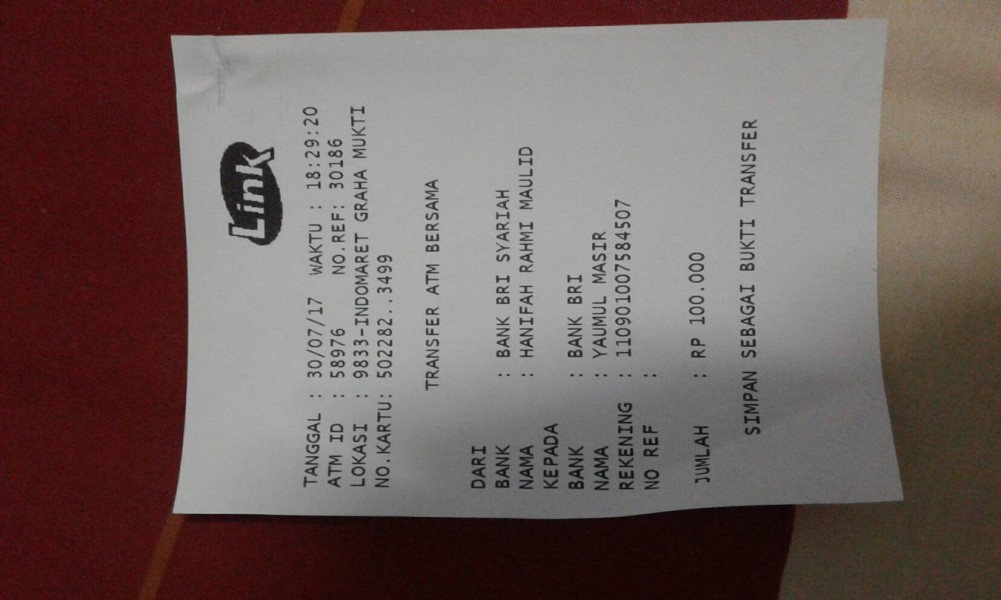 Link
TANGGAL : 30/07/17 WAKTU : 18:29:20
ATM ID : 58976 NO.REF: 30186
LOKASI : 9833-INDOMARET GRAHA MUKTI
NO.KARTU: 502282..3499
TRANSFER ATM BERSAMA
DARI
BANK : BANK BRI SYARIAH
NAMA : HANIFAH RAHMI MAULID
KEPADA
BANK : BANK BRI
NAMA : YAUMUL MASIR
REKENING : 110901007584507
NO REF :
JUMLAH : RP 100.000
SIMPAN SEBAGAI BUKTI TRANSFER